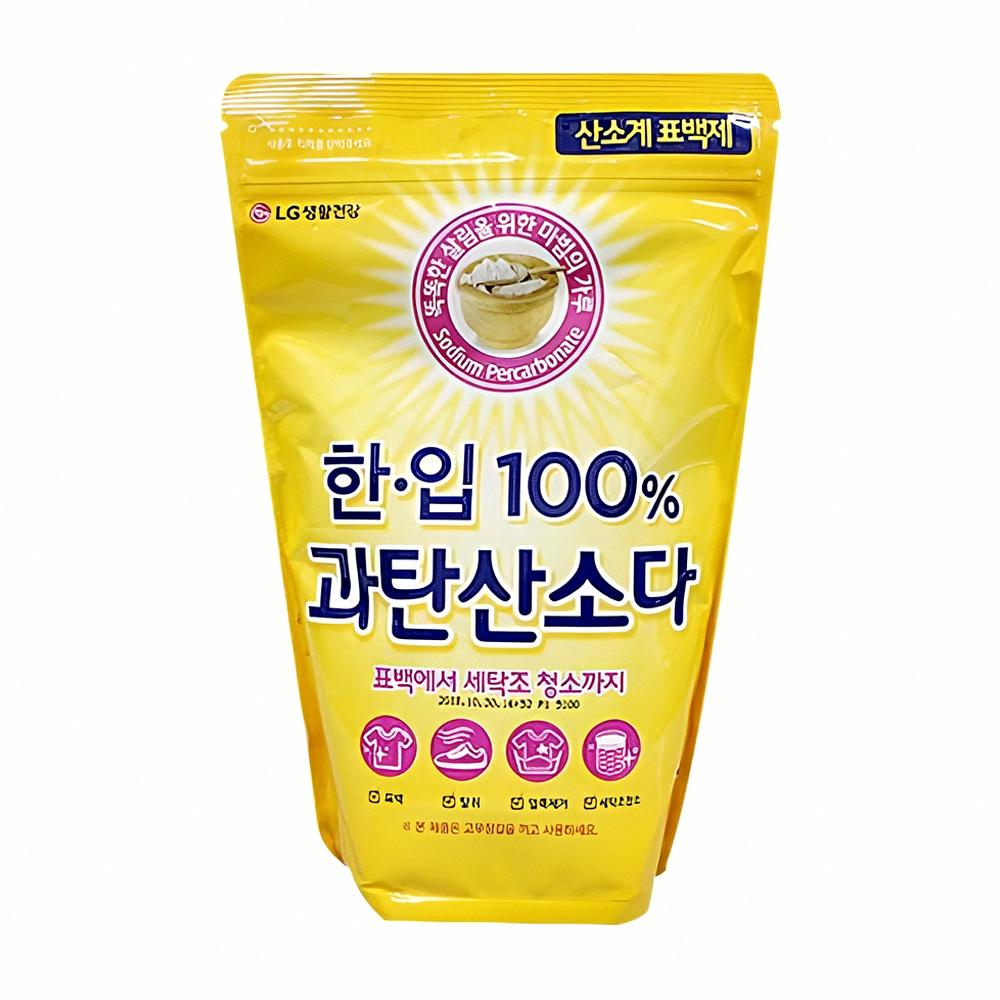 산소계 표백제
LG생활건강
똑똑한 살림을 위한 마법의 가루
Sodium Percarbonate
한·입 100%
과탄산소다
표백에서 세탁조 청소까지